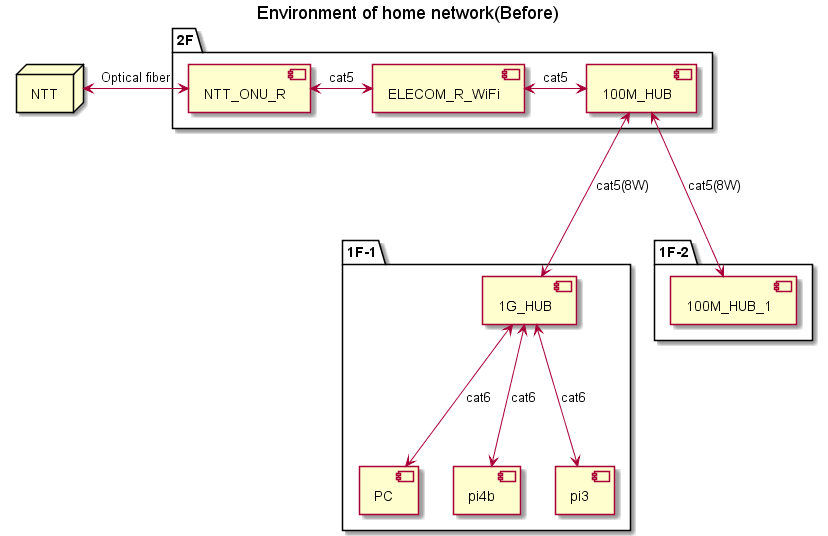 Environment of home network(Before)
2F
NTT
Optical fiber
NTT_ONU_R
cat5
ELECOM_R_WiFi
cat5
100M_HUB
cat5(8W)
cat5(8W)
1F-1
1G_HUB
1F-2
100M_HUB_1
cat6
cat6
cat6
PC
pi4b
pi3